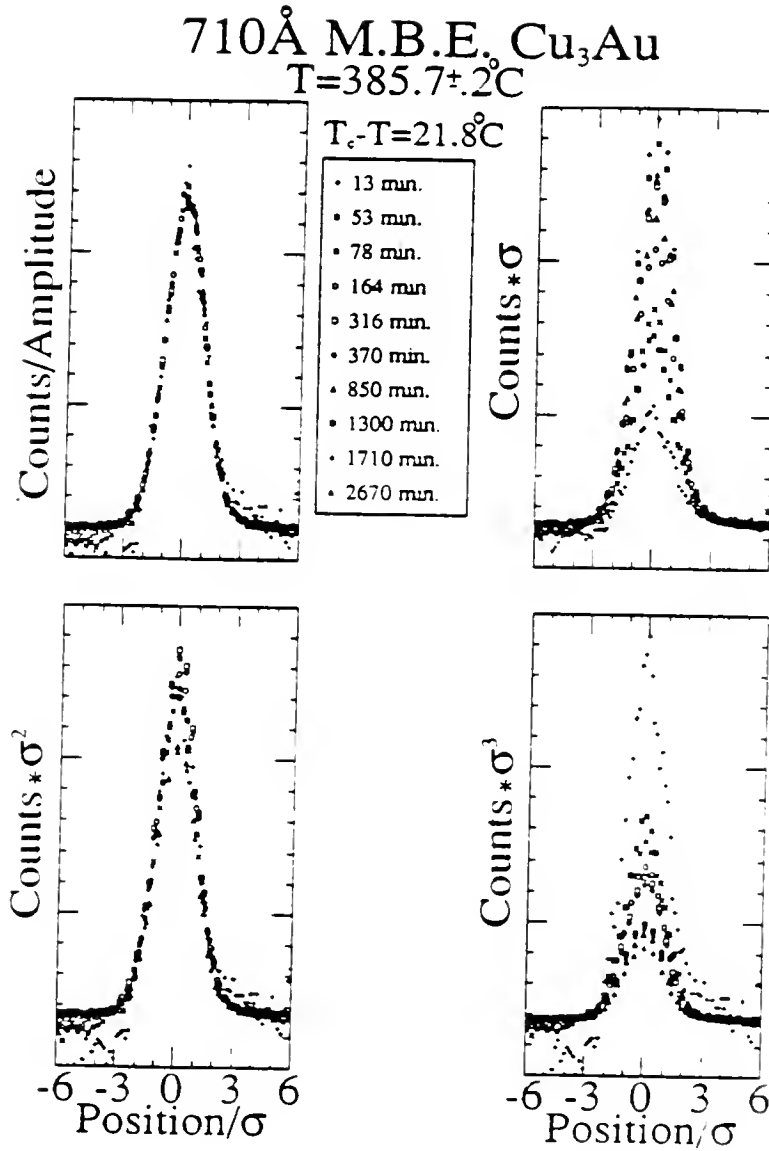 710Å M.B.E. Cu₃Au
T=385.7±.2°C
T꜀-T=21.8°C
13 min.
53 min.
78 min.
164 min
316 min.
370 min.
850 min.
1300 min.
1710 min.
2670 min.
Counts/Amplitude
Counts*σ
Counts*σ²
Counts*σ³
-6 -3 0 3 6
Position/σ
-6 -3 0 3 6
Position/σ